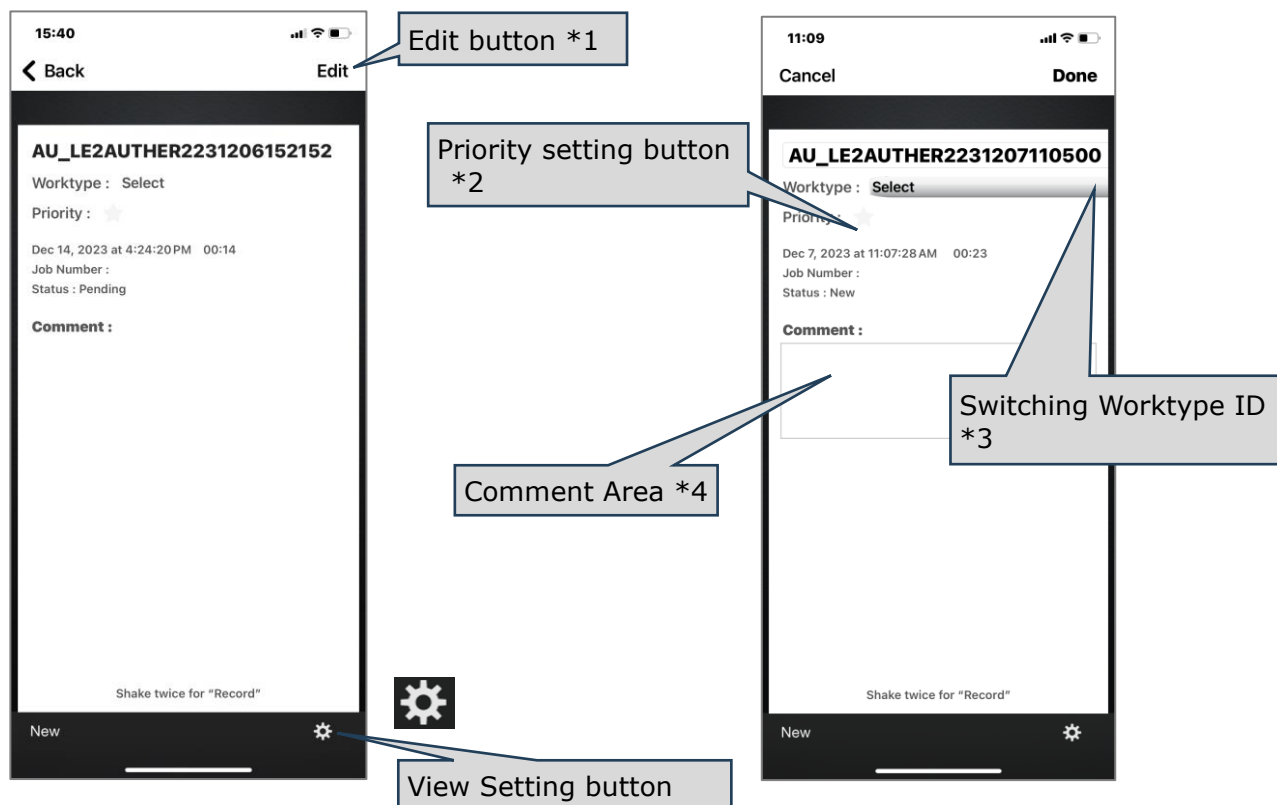 15:40
Back
Edit
AU_LE2AUTHER2231206152152
Worktype : Select
Priority :
Dec 14, 2023 at 4:24:20 PM 00:14
Job Number :
Status : Pending
Comment :
Shake twice for "Record"
New
Edit button *1
Priority setting button
*2
Comment Area *4
View Setting button
11:09
Cancel
Done
AU_LE2AUTHER2231207110500
Worktype : Select
Priority :
Dec 7, 2023 at 11:07:28 AM 00:23
Job Number :
Status : New
Comment :
Switching Worktype ID
*3
Shake twice for "Record"
New